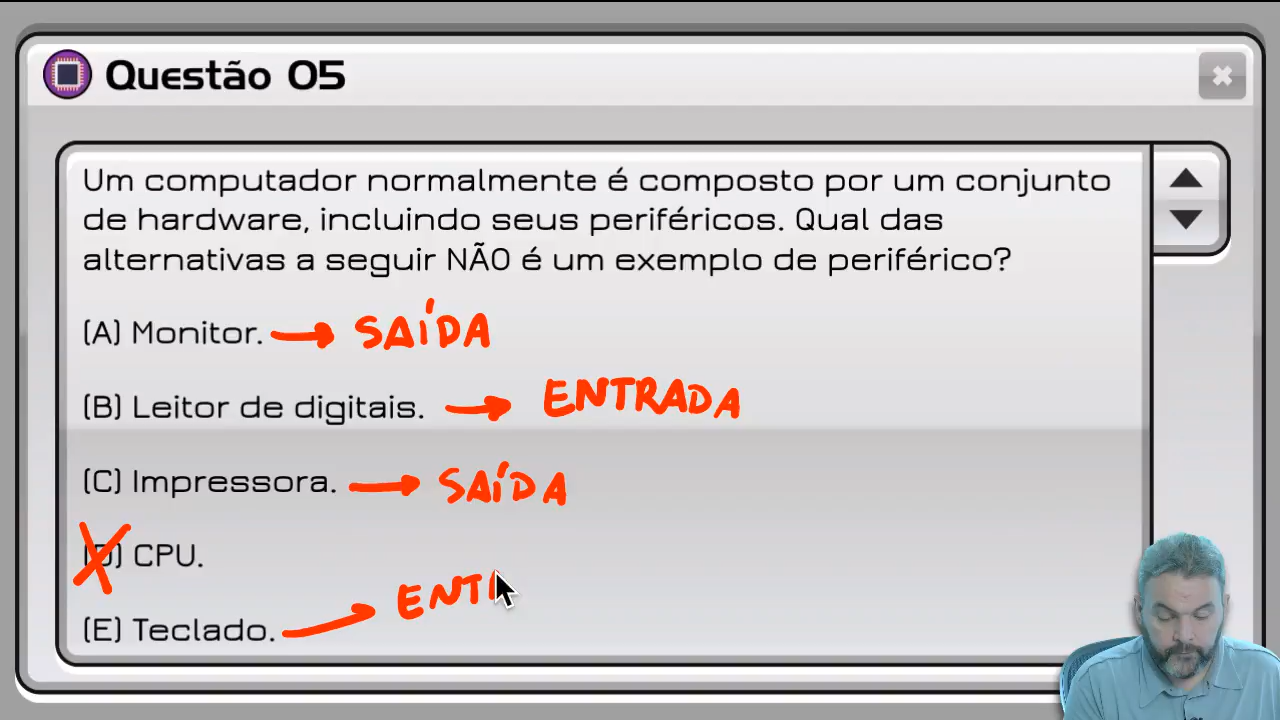 Questão 05
Um computador normalmente é composto por um conjunto
de hardware, incluindo seus periféricos. Qual das
alternativas a seguir NÃO é um exemplo de periférico?
(A) Monitor. → SAÍDA
(B) Leitor de digitais. → ENTRADA
(C) Impressora. → SAÍDA
(D) CPU.
(E) Teclado. → ENT